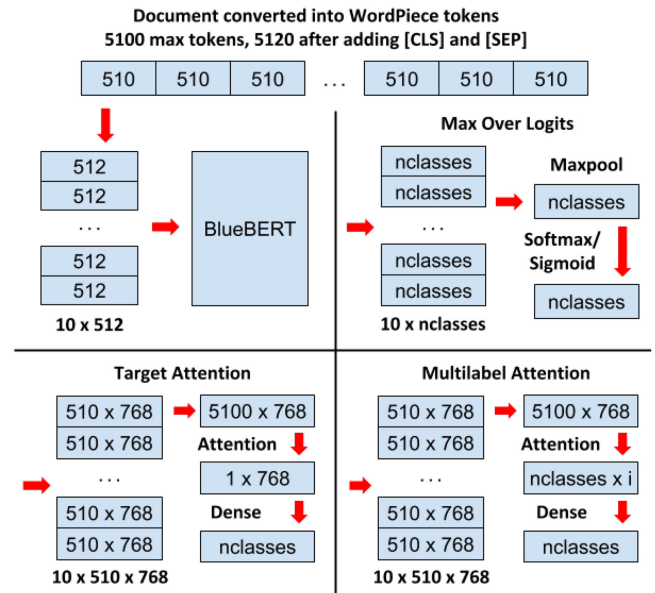 Document converted into WordPiece tokens
5100 max tokens, 5120 after adding [CLS] and [SEP]
510 510 510 ... 510 510 510
512
512
...
512
512
10 x 512
BlueBERT
Max Over Logits
nclasses
nclasses
...
nclasses
nclasses
10 x nclasses
Maxpool
nclasses
Softmax/
Sigmoid
nclasses
Target Attention
510 x 768
510 x 768
...
510 x 768
510 x 768
10 x 510 x 768
5100 x 768
Attention
1 x 768
Dense
nclasses
Multilabel Attention
510 x 768
510 x 768
...
510 x 768
510 x 768
10 x 510 x 768
5100 x 768
Attention
nclasses x i
Dense
nclasses